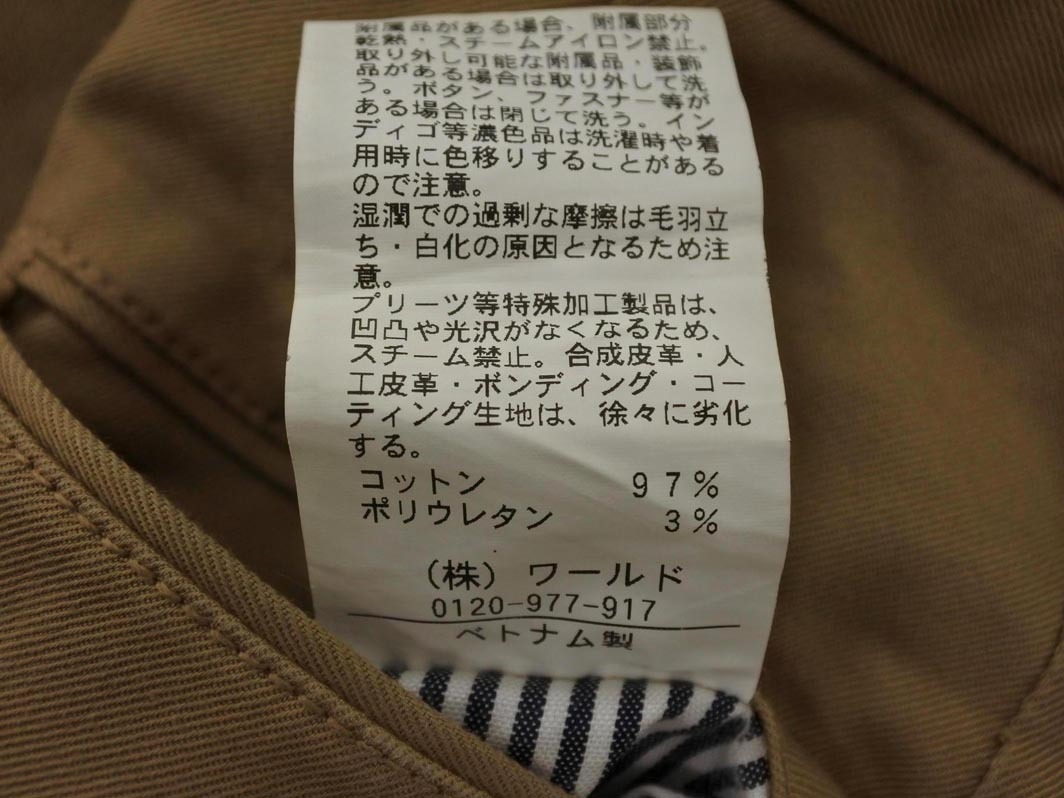 附属品がある場合、附属部分
乾熱・スチームアイロン禁止。
取り外し可能な附属品・装飾
品がある場合は取り外して洗
う。ボタン、ファスナー等が
ある場合は閉じて洗う。イン
ディゴ等濃色品は洗濯時や着
用時に色移りすることがある
ので注意。
湿潤での過剰な摩擦は毛羽立
ち・白化の原因となるため注
意。
プリーツ等特殊加工製品は、
凹凸や光沢がなくなるため、
スチーム禁止。合成皮革・人
工皮革・ボンディング・コー
ティング生地は、徐々に劣化
する。
コットン 97%
ポリウレタン 3%
(株)ワールド
0120-977-917
ベトナム製